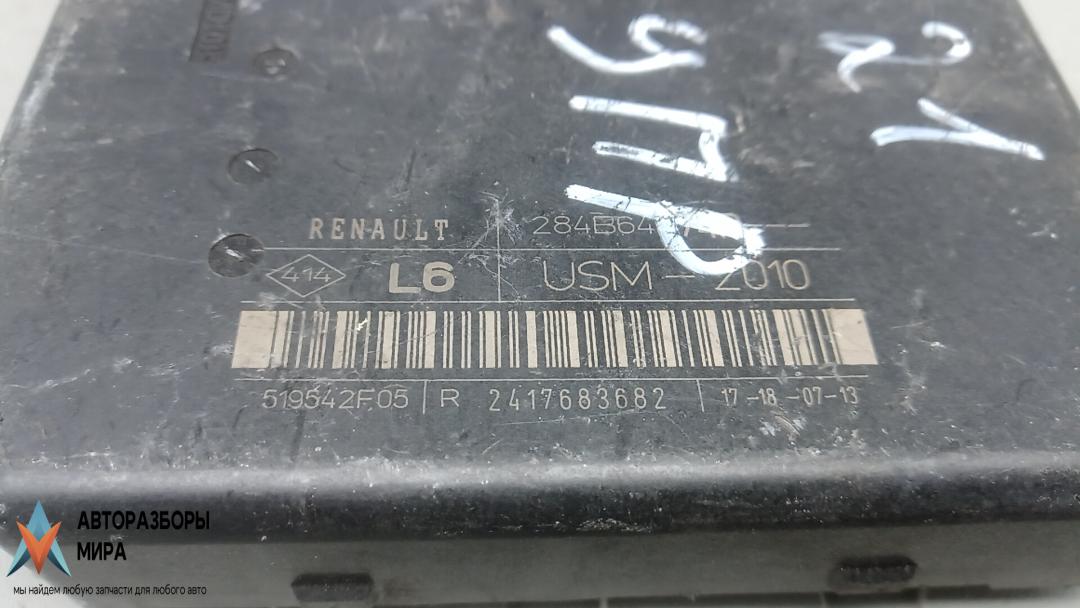 RENAULT
414 L6 USM-2010
519542F05 R 2417683682 17-18-07-13
АВТОРАЗБОРЫ
МИРА
мы найдем любую запчасти для любого авто